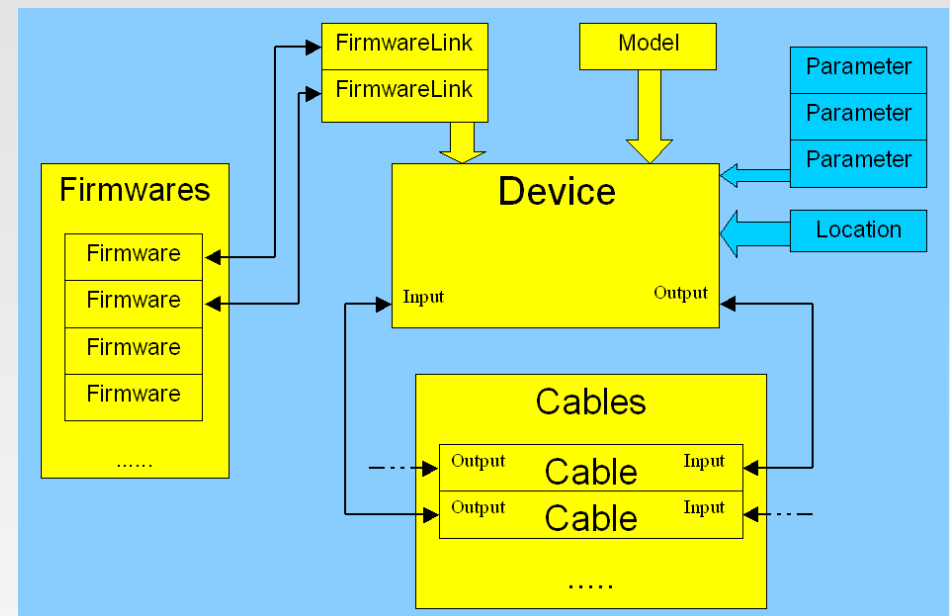 FirmwareLink
FirmwareLink
Model
Parameter
Parameter
Parameter
Location
Firmwares
Firmware
Firmware
Firmware
Firmware
......
Device
Input
Output
Cables
Output Cable Input
Output Cable Input
.....